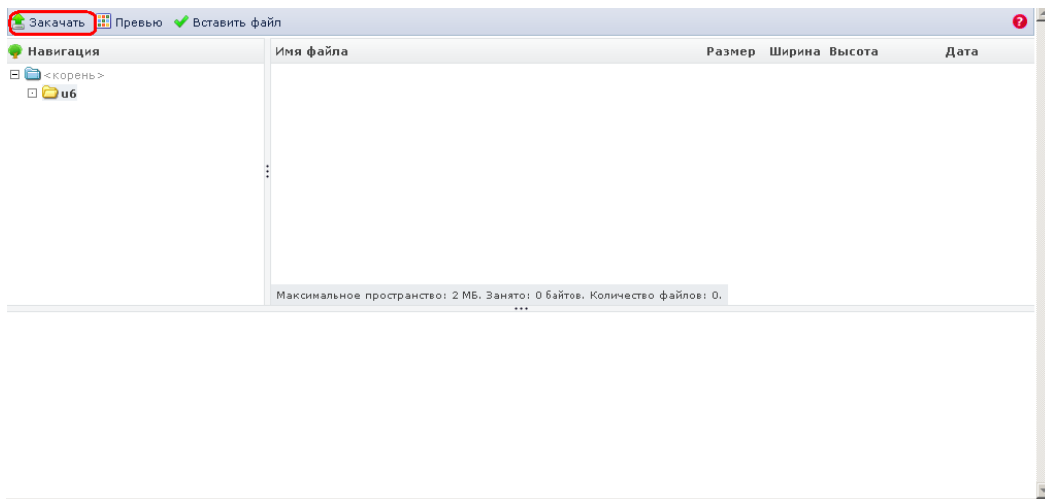 Закачать Превью Вставить файл ?
Навигация Имя файла Размер Ширина Высота Дата
<корень>
u6
Максимальное пространство: 2 МБ. Занято: 0 байтов. Количество файлов: 0.